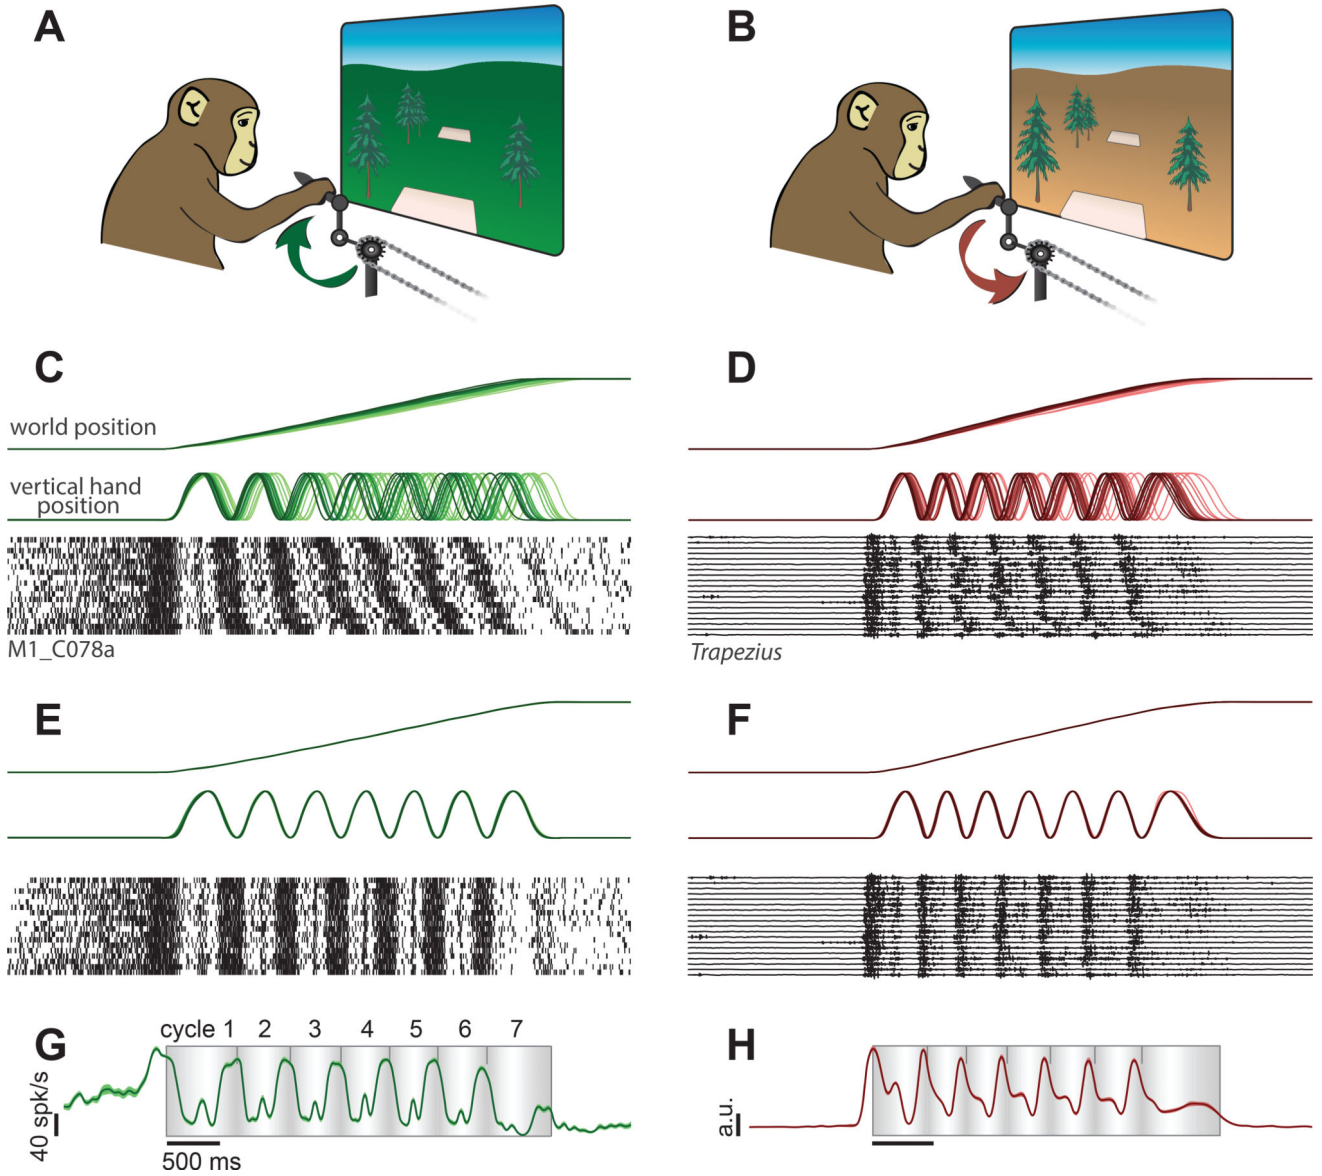 A
B
C
D
world position
vertical hand
position
M1_C078a
Trapezius
E
F
G
cycle 1 2 3 4 5 6 7
40 spk/s
500 ms
H
a.u.